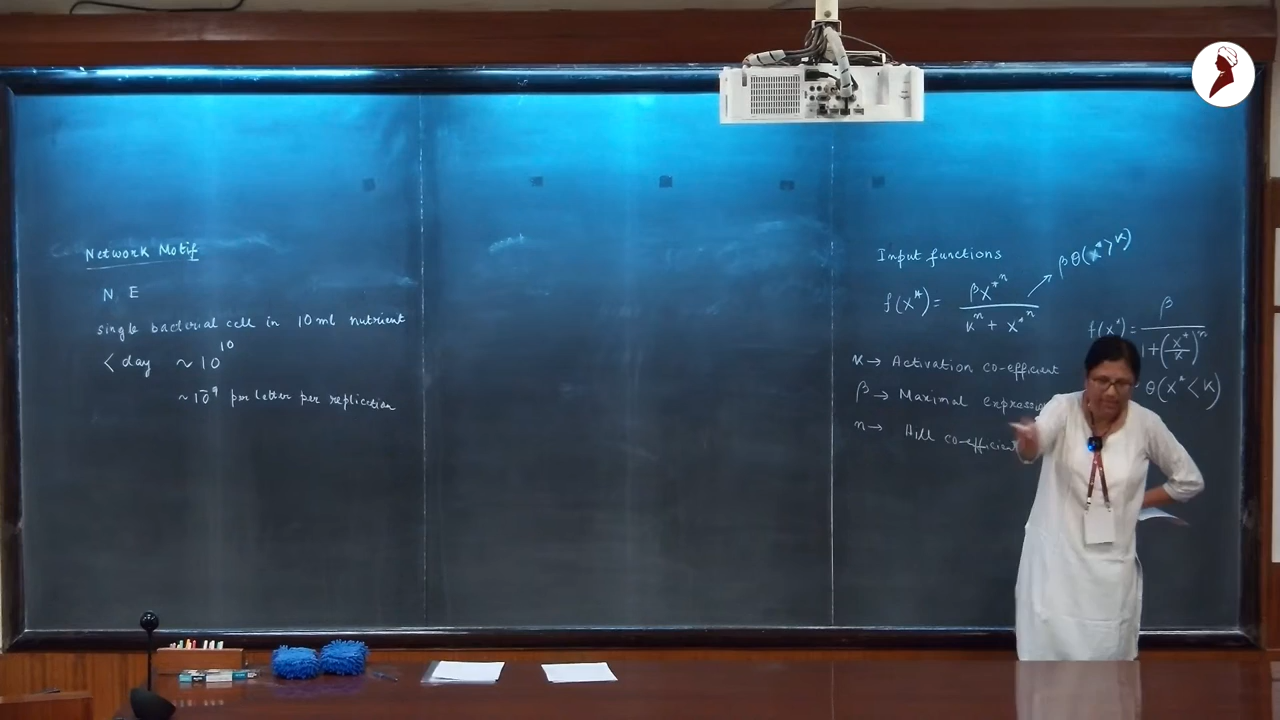 Network Motif
N E
single bacterial cell in 10 ml nutrient
< day ~ 10^10
~ 10^-9 per letter per replication
Input functions
f(X*) = βX*^n / (K^n + X*^n) → βθ(X* > K)
f(X*) = β / (1 + (X*/K)^n)
θ(X* < K)
K → Activation co-efficient
β → Maximal expression
n → Hill co-efficient